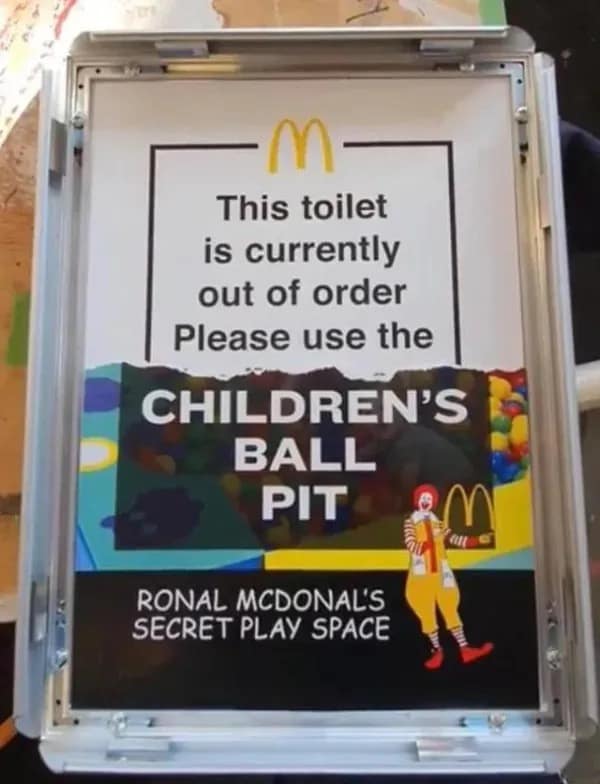 This toilet
is currently
out of order
Please use the
CHILDREN'S
BALL
PIT
RONAL MCDONAL'S
SECRET PLAY SPACE